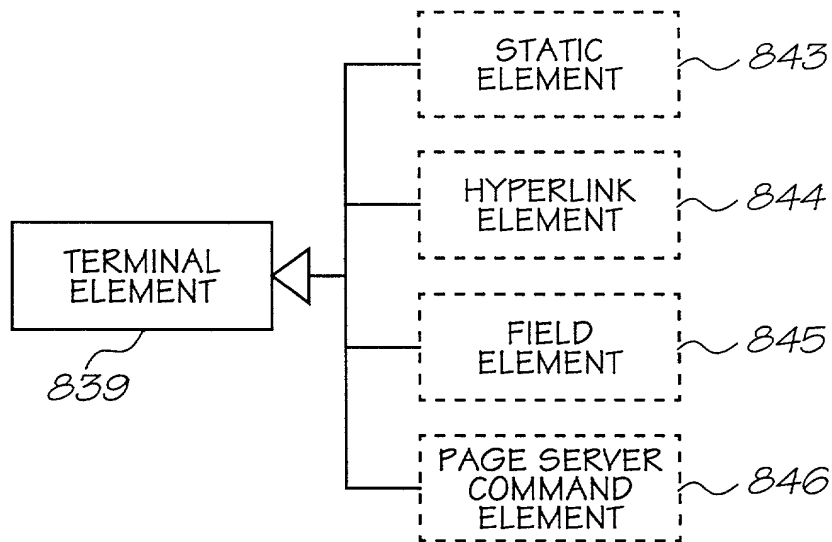 STATIC
ELEMENT
843
HYPERLINK
ELEMENT
844
TERMINAL
ELEMENT
839
FIELD
ELEMENT
845
PAGE SERVER
COMMAND
ELEMENT
846